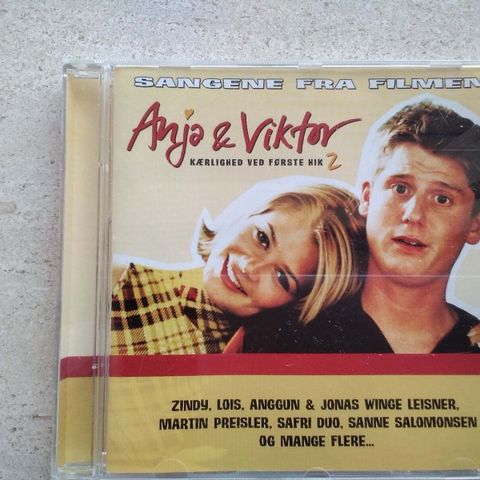 SANGENE FRA FILMEN
Anja & Viktor
KÆRLIGHED VED FØRSTE HIK 2
ZINDY, LOIS, ANGGUN & JONAS WINGE LEISNER,
MARTIN PREISLER, SAFRI DUO, SANNE SALOMONSEN
OG MANGE FLERE...